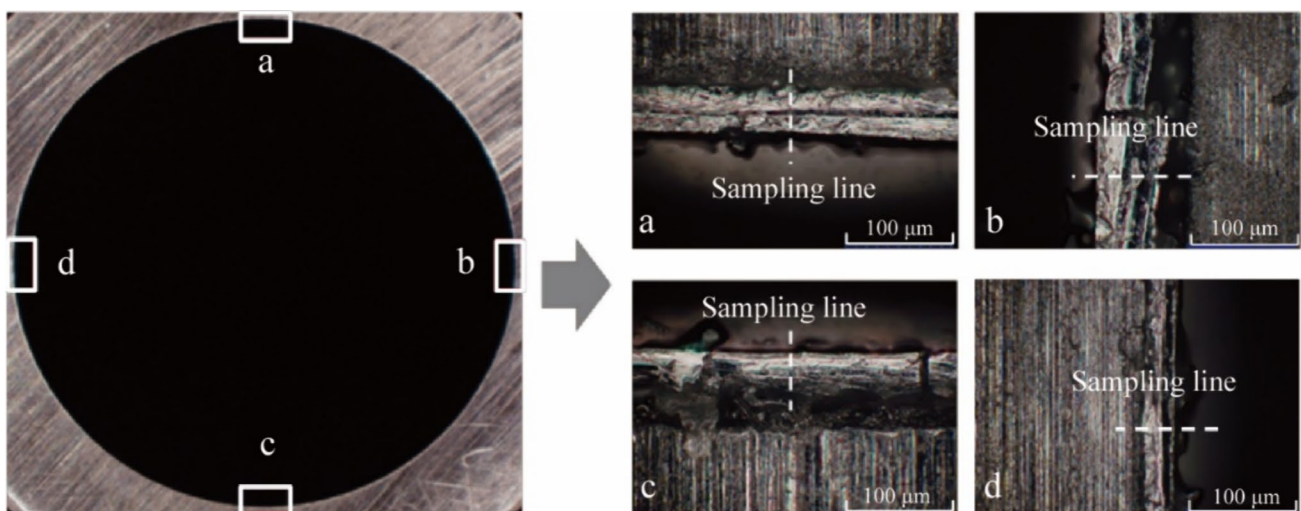 a
b
c
d
Sampling line
a
100 μm
Sampling line
b
100 μm
Sampling line
c
100 μm
Sampling line
d
100 μm